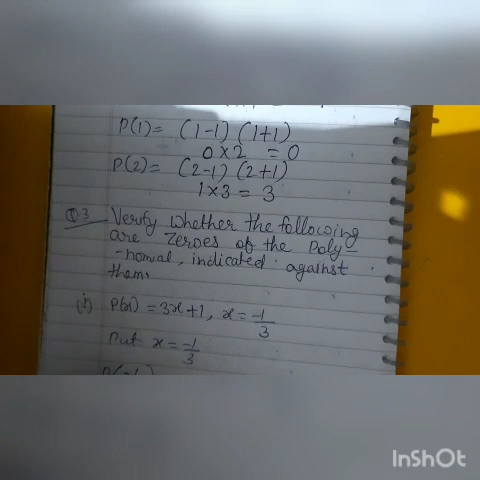 P(1) = (1-1) (1+1)
0 x 2 = 0
P(2) = (2-1) (2+1)
1 x 3 = 3
Q3 Verify whether the following
are zeroes of the Poly-
-nomal, indicated against
them.
(i) P(x) = 3x+1, x = -1/3
Put x = -1/3
InShOt